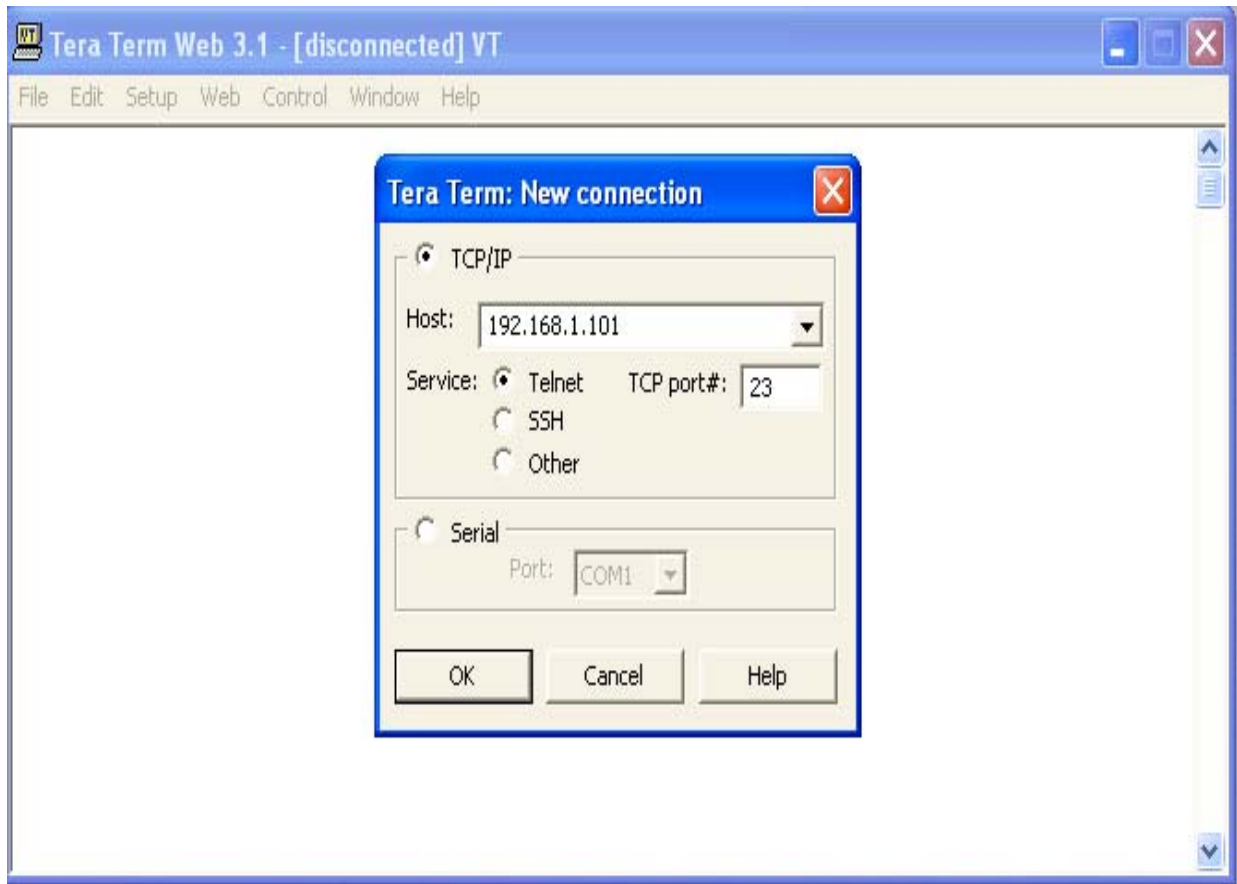 VT
Tera Term Web 3.1 - [disconnected] VT
File Edit Setup Web Control Window Help
Tera Term: New connection
TCP/IP
Host: 192.168.1.101
Service: Telnet TCP port#: 23
SSH
Other
Serial
Port: COM1
OK Cancel Help